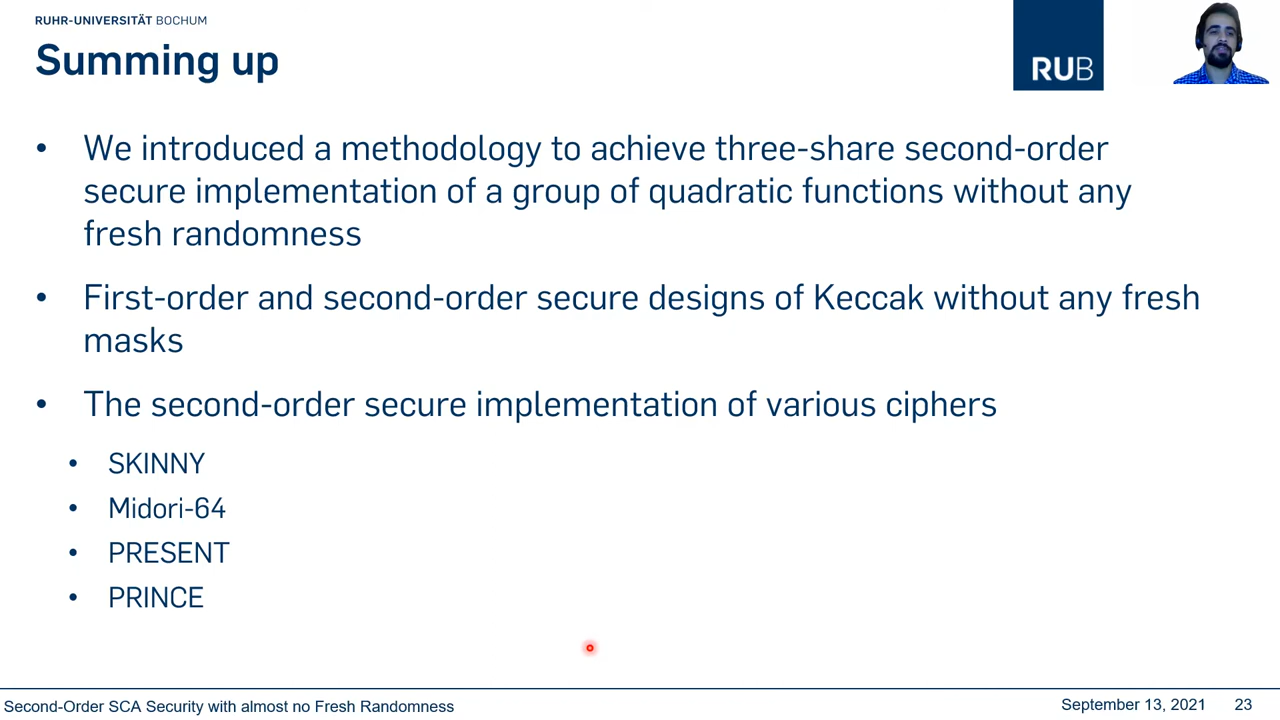 RUHR-UNIVERSITÄT BOCHUM
Summing up
RUB
• We introduced a methodology to achieve three-share second-order
secure implementation of a group of quadratic functions without any
fresh randomness
• First-order and second-order secure designs of Keccak without any fresh
masks
• The second-order secure implementation of various ciphers
• SKINNY
• Midori-64
• PRESENT
• PRINCE
Second-Order SCA Security with almost no Fresh Randomness
September 13, 2021 23